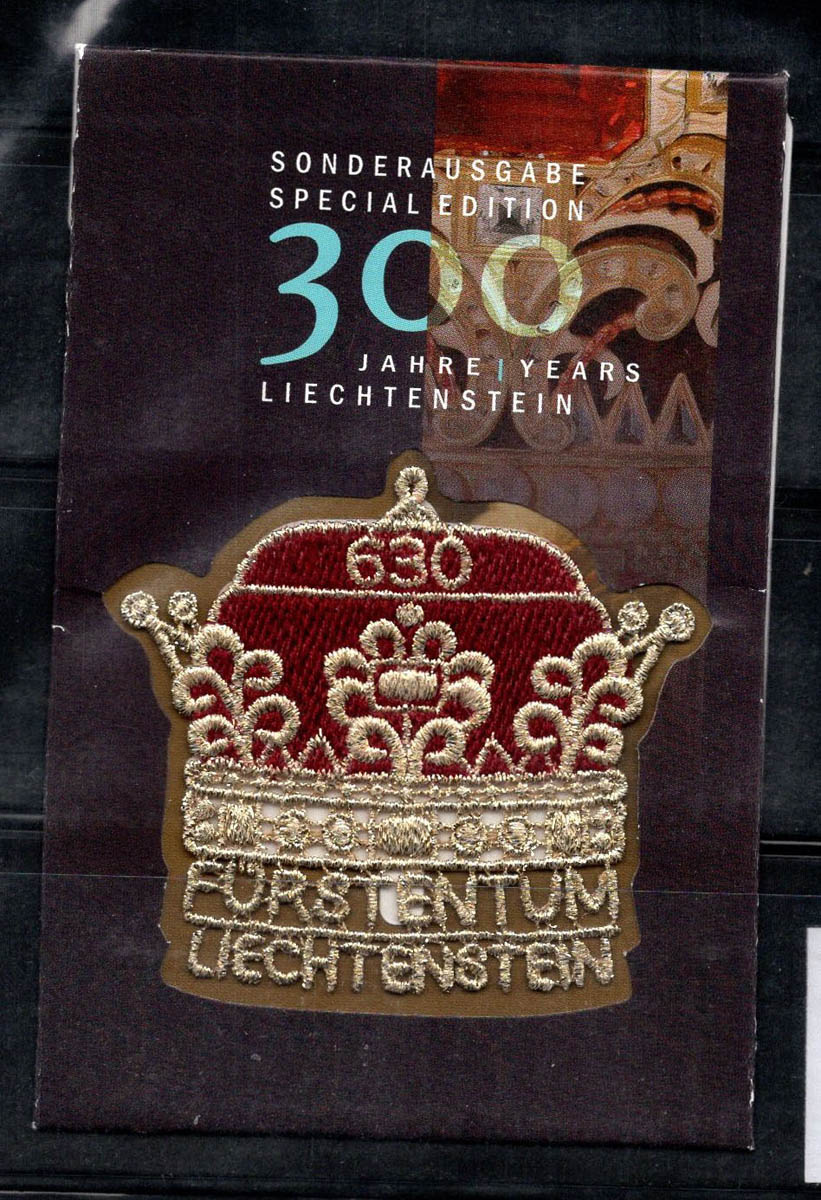 SONDERAUSGABE
SPECIAL EDITION
300
JAHRE | YEARS
LIECHTENSTEIN
630
FÜRSTENTUM
LIECHTENSTEIN